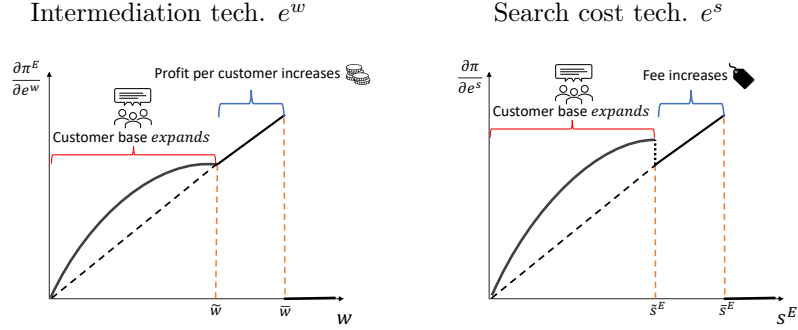 Intermediation tech. e^w
∂π^E
∂e^w
Profit per customer increases
Customer base expands
w̃
w̄
w
Search cost tech. e^s
∂π
∂e^s
Fee increases
Customer base expands
s̃^E
s̄^E
s^E